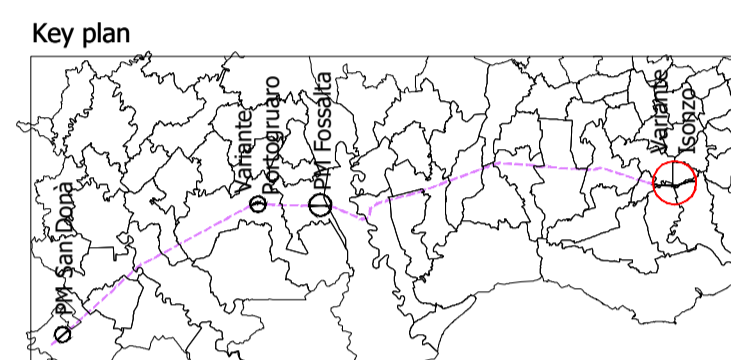 Key plan
PM San Donà
Variante
Portogruaro
PM Fossalta
Variante
Isonzo